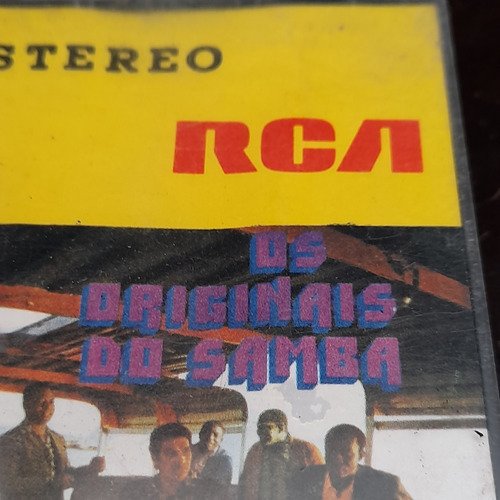 STEREO
RCA
OS
ORIGINAIS
DO SAMBA